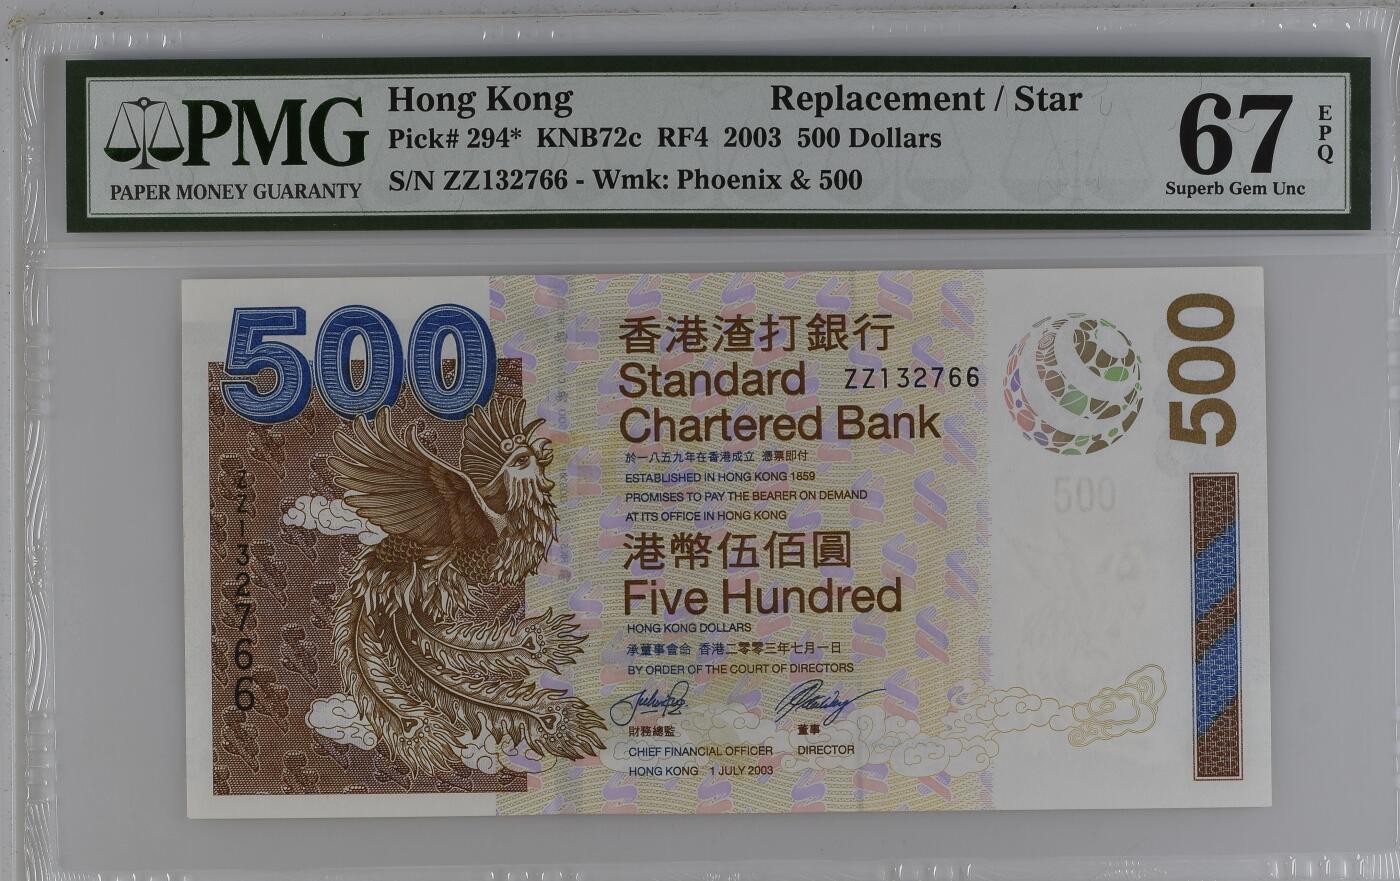 PMG
PAPER MONEY GUARANTY
Hong Kong Replacement / Star
Pick# 294* KNB72c RF4 2003 500 Dollars
S/N ZZ132766 - Wmk: Phoenix & 500
67 EPQ
Superb Gem Unc
500
香港渣打銀行
Standard ZZ132766
Chartered Bank
於一八五九年在香港成立 憑票即付
ESTABLISHED IN HONG KONG 1859
PROMISES TO PAY THE BEARER ON DEMAND
AT ITS OFFICE IN HONG KONG
港幣伍佰圓
Five Hundred
HONG KONG DOLLARS
承董事會命 香港二零零三年七月一日
BY ORDER OF THE COURT OF DIRECTORS
財務總監 董事
CHIEF FINANCIAL OFFICER DIRECTOR
HONG KONG 1 JULY 2003
ZZ132766
500
500